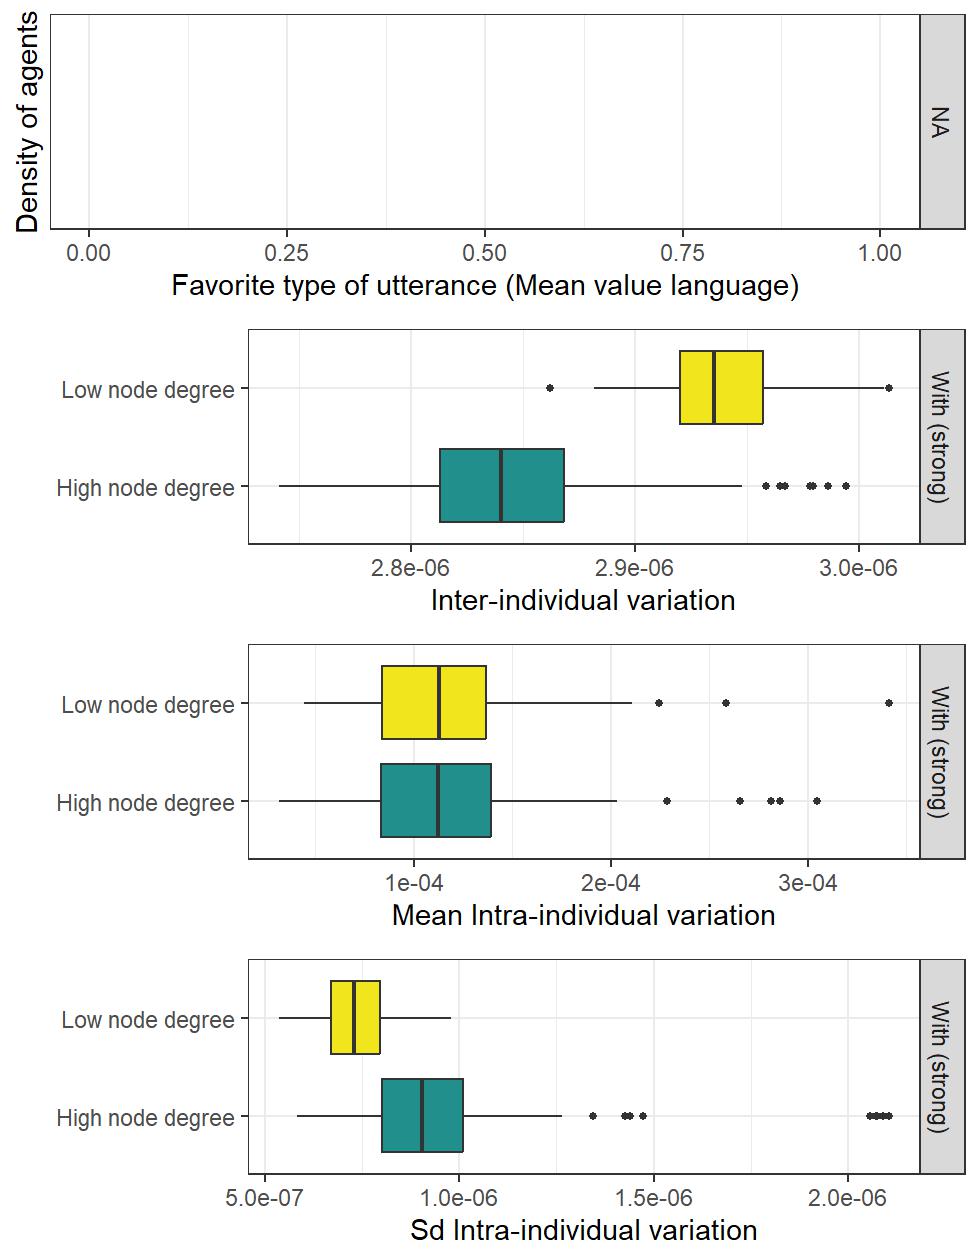 Density of agents
NA
0.00 0.25 0.50 0.75 1.00
Favorite type of utterance (Mean value language)
Low node degree
High node degree
With (strong)
2.8e-06 2.9e-06 3.0e-06
Inter-individual variation
Low node degree
High node degree
With (strong)
1e-04 2e-04 3e-04
Mean Intra-individual variation
Low node degree
High node degree
With (strong)
5.0e-07 1.0e-06 1.5e-06 2.0e-06
Sd Intra-individual variation